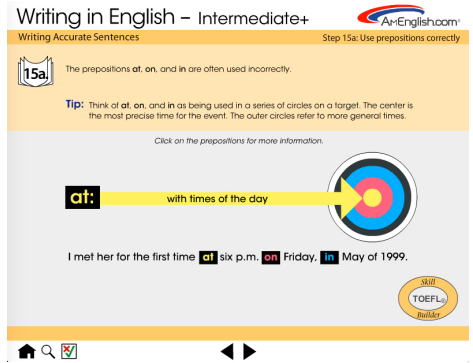 Writing in English – Intermediate+
AmEnglish.com®
Writing Accurate Sentences
Step 15a: Use prepositions correctly
15a.
The prepositions at, on, and in are often used incorrectly.
Tip: Think of at, on, and in as being used in a series of circles on a target. The center is
the most precise time for the event. The outer circles refer to more general times.
Click on the prepositions for more information.
at:
with times of the day
I met her for the first time at six p.m. on Friday, in May of 1999.
Skill
TOEFL®
Builder